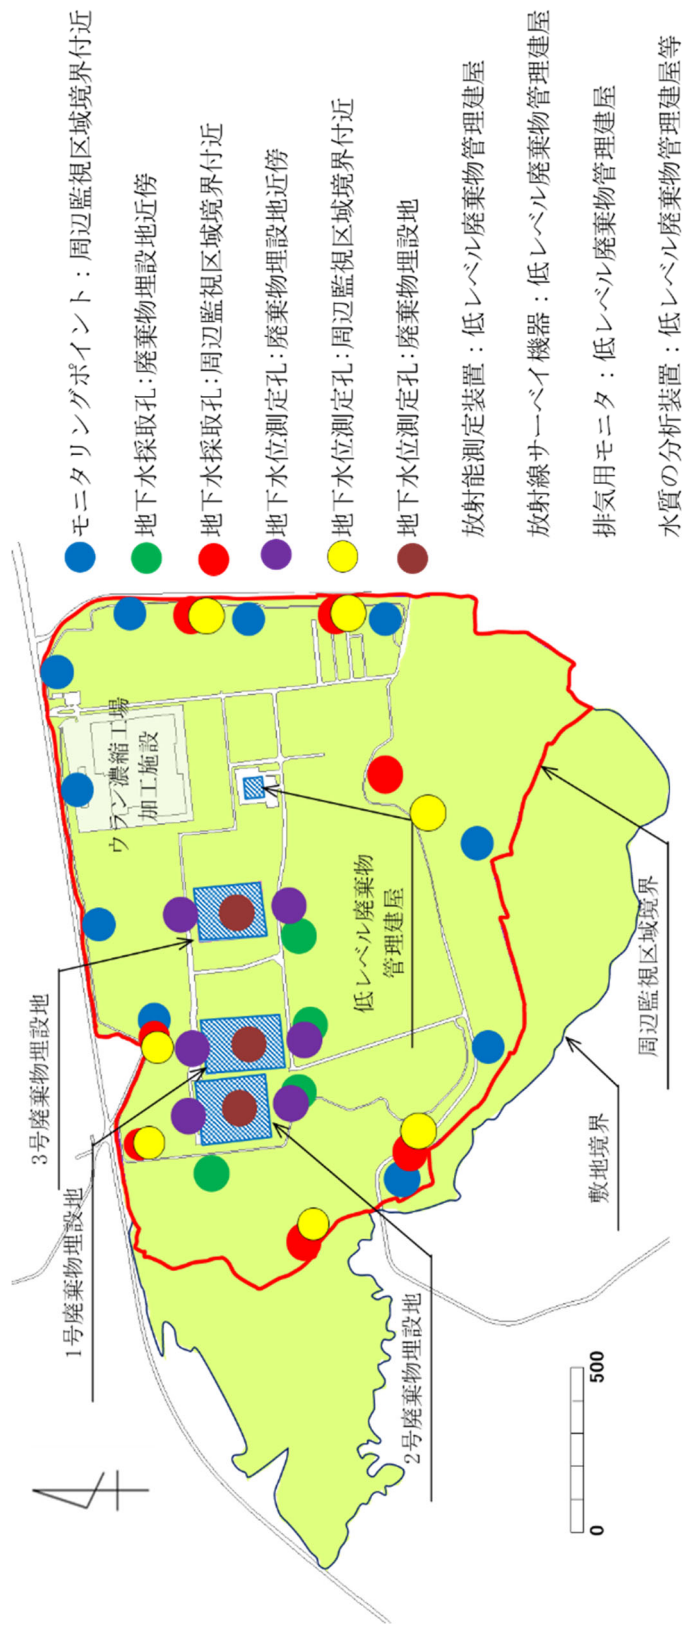 モニタリングポイント：周辺監視区域境界付近
地下水採取孔：廃棄物埋設地近傍
地下水採取孔：周辺監視区域境界付近
地下水位測定孔：廃棄物埋設地近傍
地下水位測定孔：周辺監視区域境界付近
地下水位測定孔：廃棄物埋設地
放射能測定装置：低レベル廃棄物管理建屋
放射線サーベイ機器：低レベル廃棄物管理建屋
排気用モニタ：低レベル廃棄物管理建屋
水質の分析装置：低レベル廃棄物管理建屋等
ウラン濃縮工場
加工施設
3号廃棄物埋設地
1号廃棄物埋設地
2号廃棄物埋設地
低レベル廃棄物
管理建屋
周辺監視区域境界
敷地境界
0
500